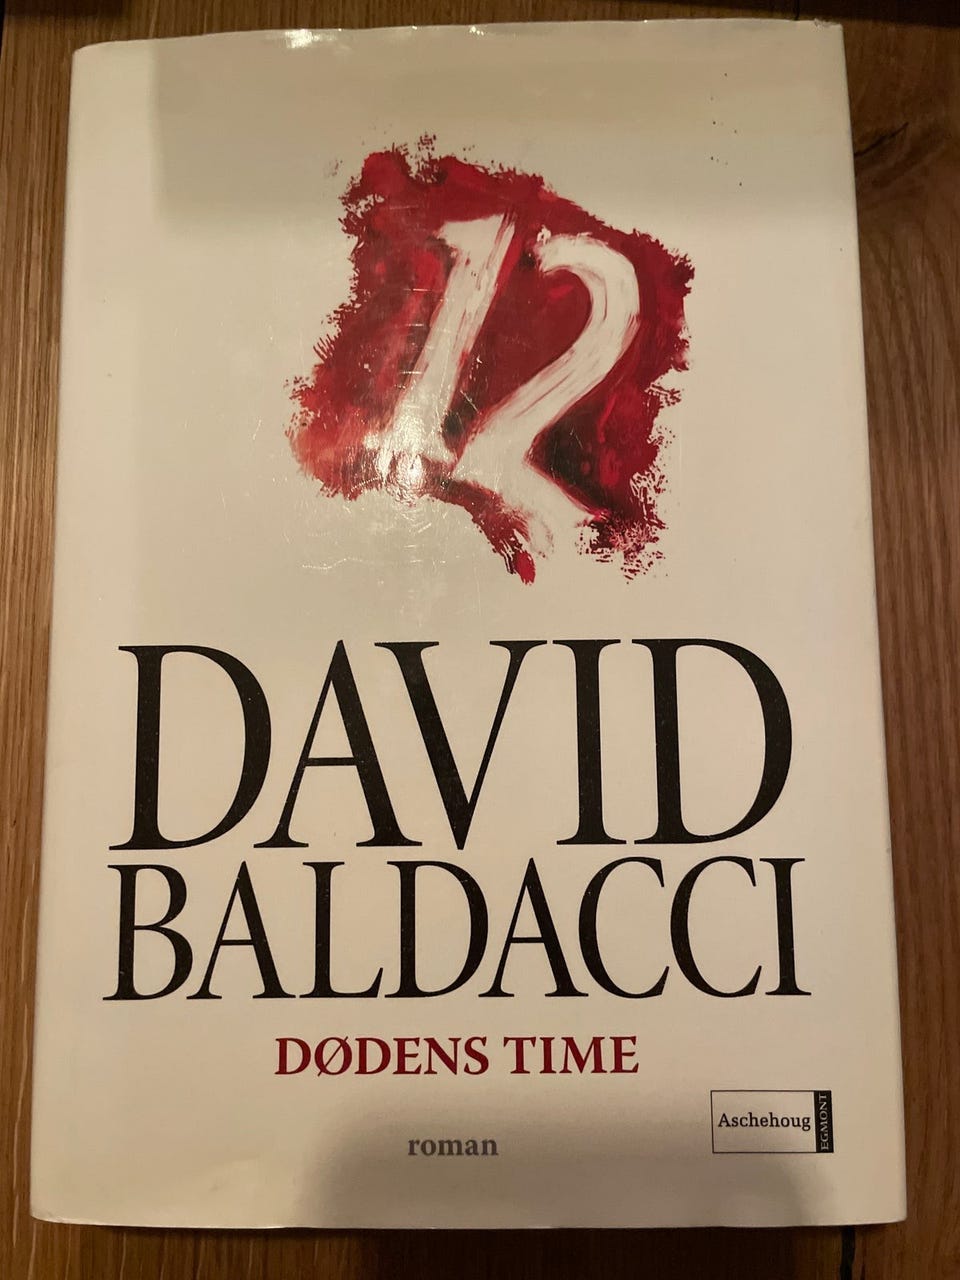 12
DAVID
BALDACCI
DØDENS TIME
roman
Aschehoug
EGMONT